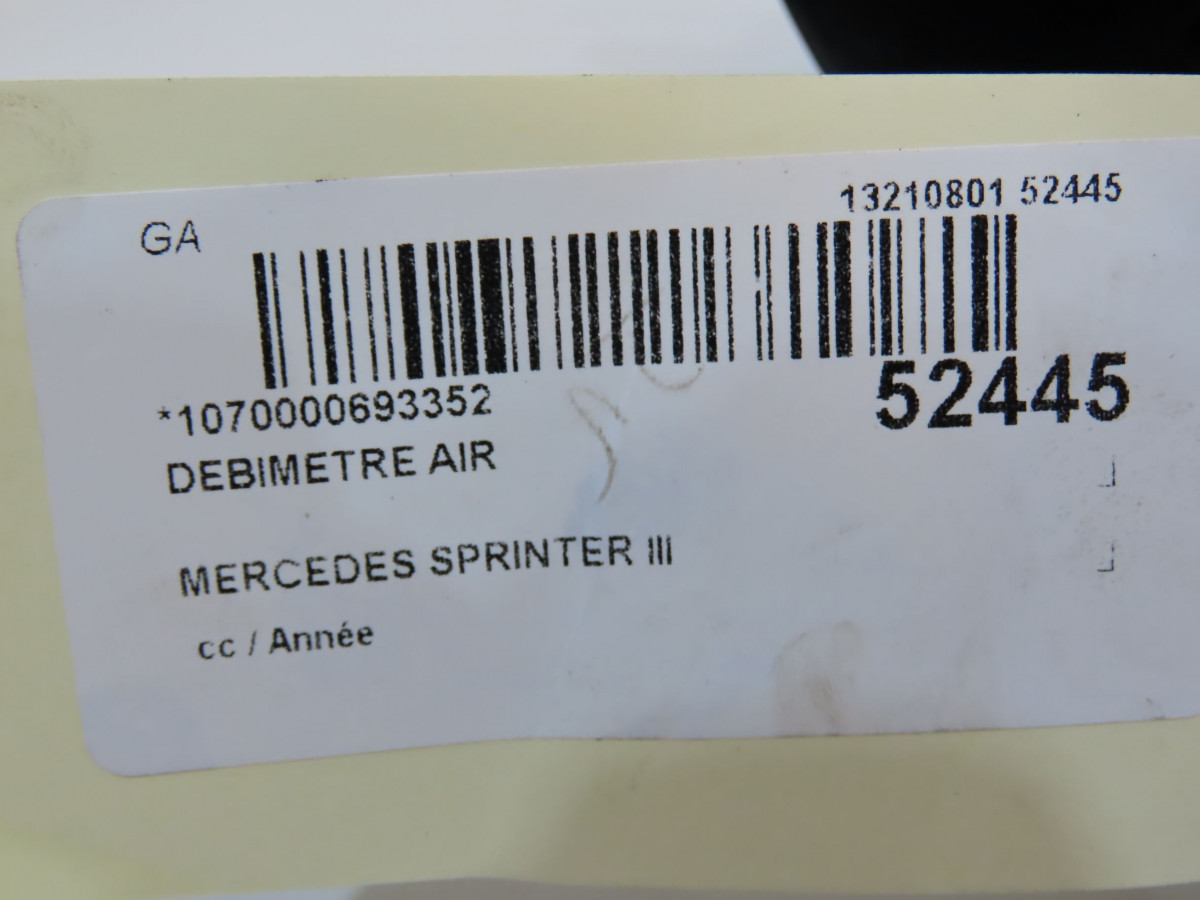 13210801 52445
GA
*1070000693352
52445
DEBIMETRE AIR
MERCEDES SPRINTER III
cc / Année